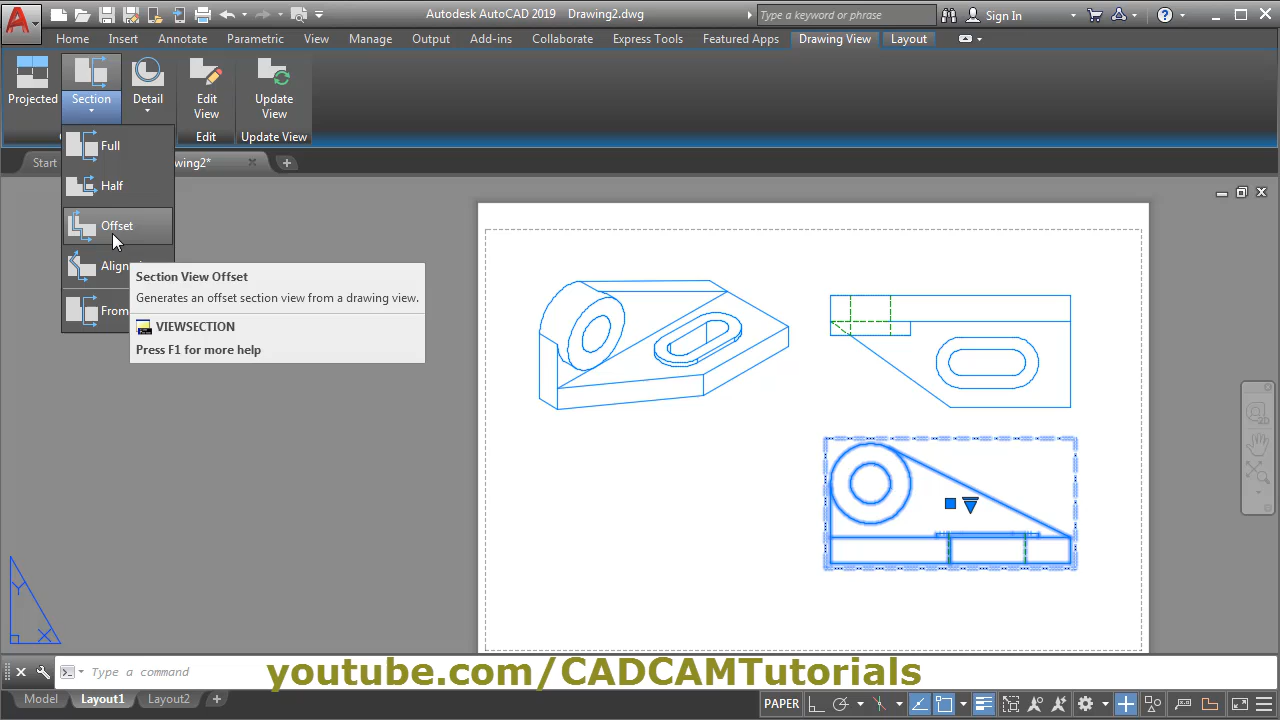 Autodesk AutoCAD 2019 Drawing2.dwg
Type a keyword or phrase
Sign In
Home Insert Annotate Parametric View Manage Output Add-ins Collaborate Express Tools Featured Apps Drawing View Layout
Projected
Section
Detail
Edit
View
Update
View
Edit
Update View
Start
wing2*
Full
Half
Offset
Align
From
Section View Offset
Generates an offset section view from a drawing view.
VIEWSECTION
Press F1 for more help
Y
X
Type a command
youtube.com/CADCAMTutorials
Model Layout1 Layout2
PAPER